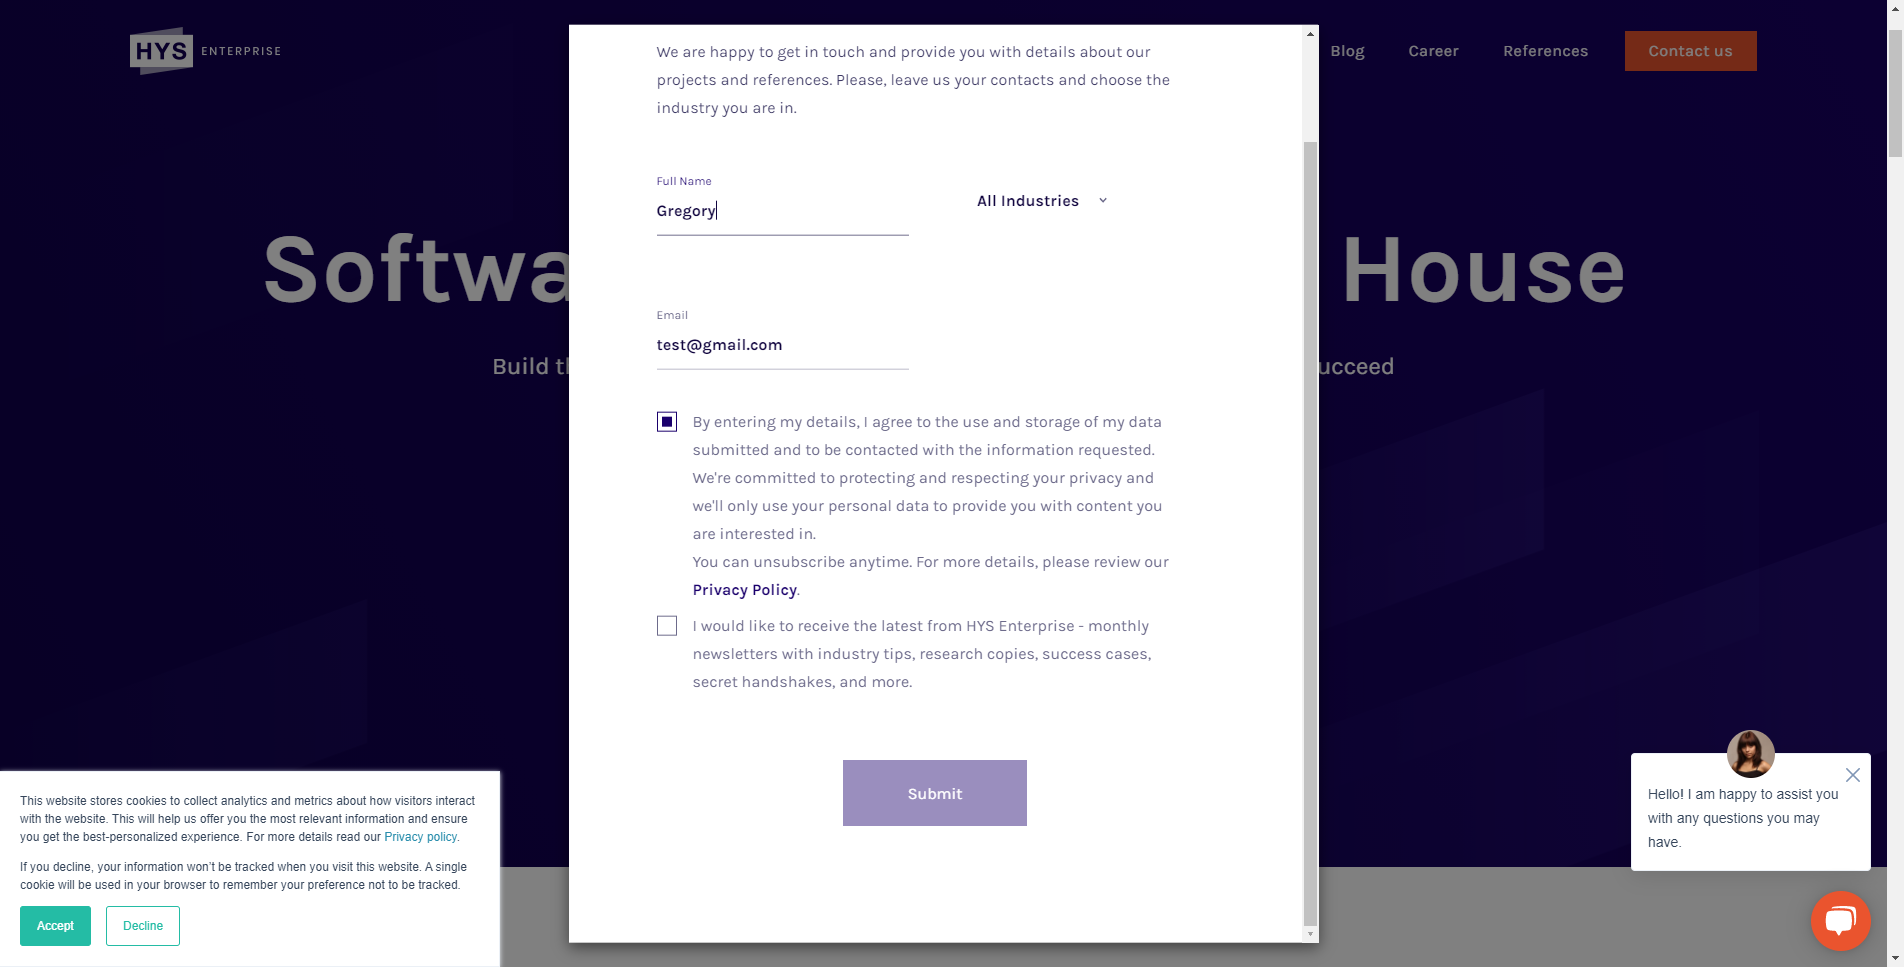 HYS ENTERPRISE
Blog
Career
References
Contact us
Softwa
House
Build th
ucceed
We are happy to get in touch and provide you with details about our
projects and references. Please, leave us your contacts and choose the
industry you are in.
Full Name
Gregory
All Industries
Email
test@gmail.com
By entering my details, I agree to the use and storage of my data
submitted and to be contacted with the information requested.
We're committed to protecting and respecting your privacy and
we'll only use your personal data to provide you with content you
are interested in.
You can unsubscribe anytime. For more details, please review our
Privacy Policy.
I would like to receive the latest from HYS Enterprise - monthly
newsletters with industry tips, research copies, success cases,
secret handshakes, and more.
Submit
This website stores cookies to collect analytics and metrics about how visitors interact
with the website. This will help us offer you the most relevant information and ensure
you get the best-personalized experience. For more details read our Privacy policy.
If you decline, your information won't be tracked when you visit this website. A single
cookie will be used in your browser to remember your preference not to be tracked.
Accept
Decline
Hello! I am happy to assist you
with any questions you may
have.